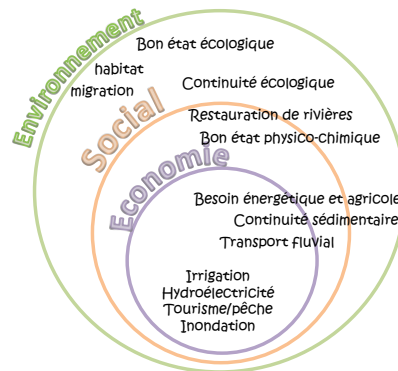 Environnement
Bon état écologique
habitat
migration
Continuité écologique
Social
Restauration de rivières
Bon état physico-chimique
Economie
Besoin énergétique et agricole
Continuité sédimentaire
Transport fluvial
Irrigation
Hydroélectricité
Tourisme/pêche
Inondation